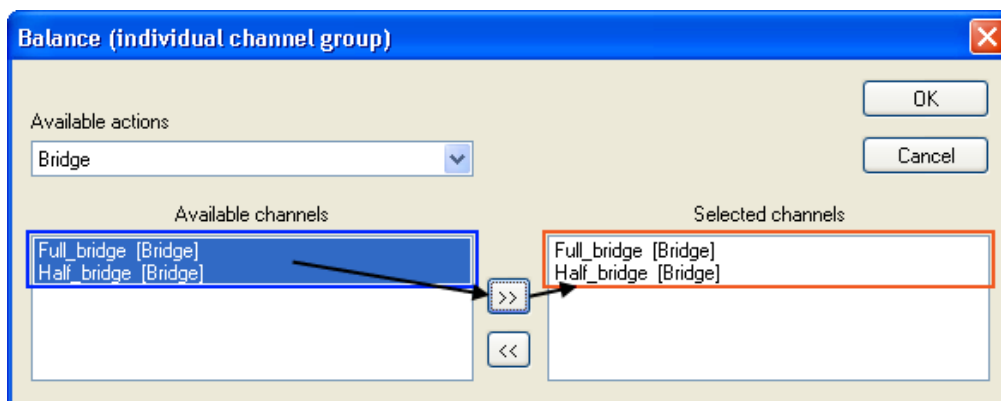 Balance (individual channel group)
OK
Available actions
Bridge
Cancel
Available channels
Selected channels
Full_bridge [Bridge]
Half_bridge [Bridge]
>>
<<
Full_bridge [Bridge]
Half_bridge [Bridge]